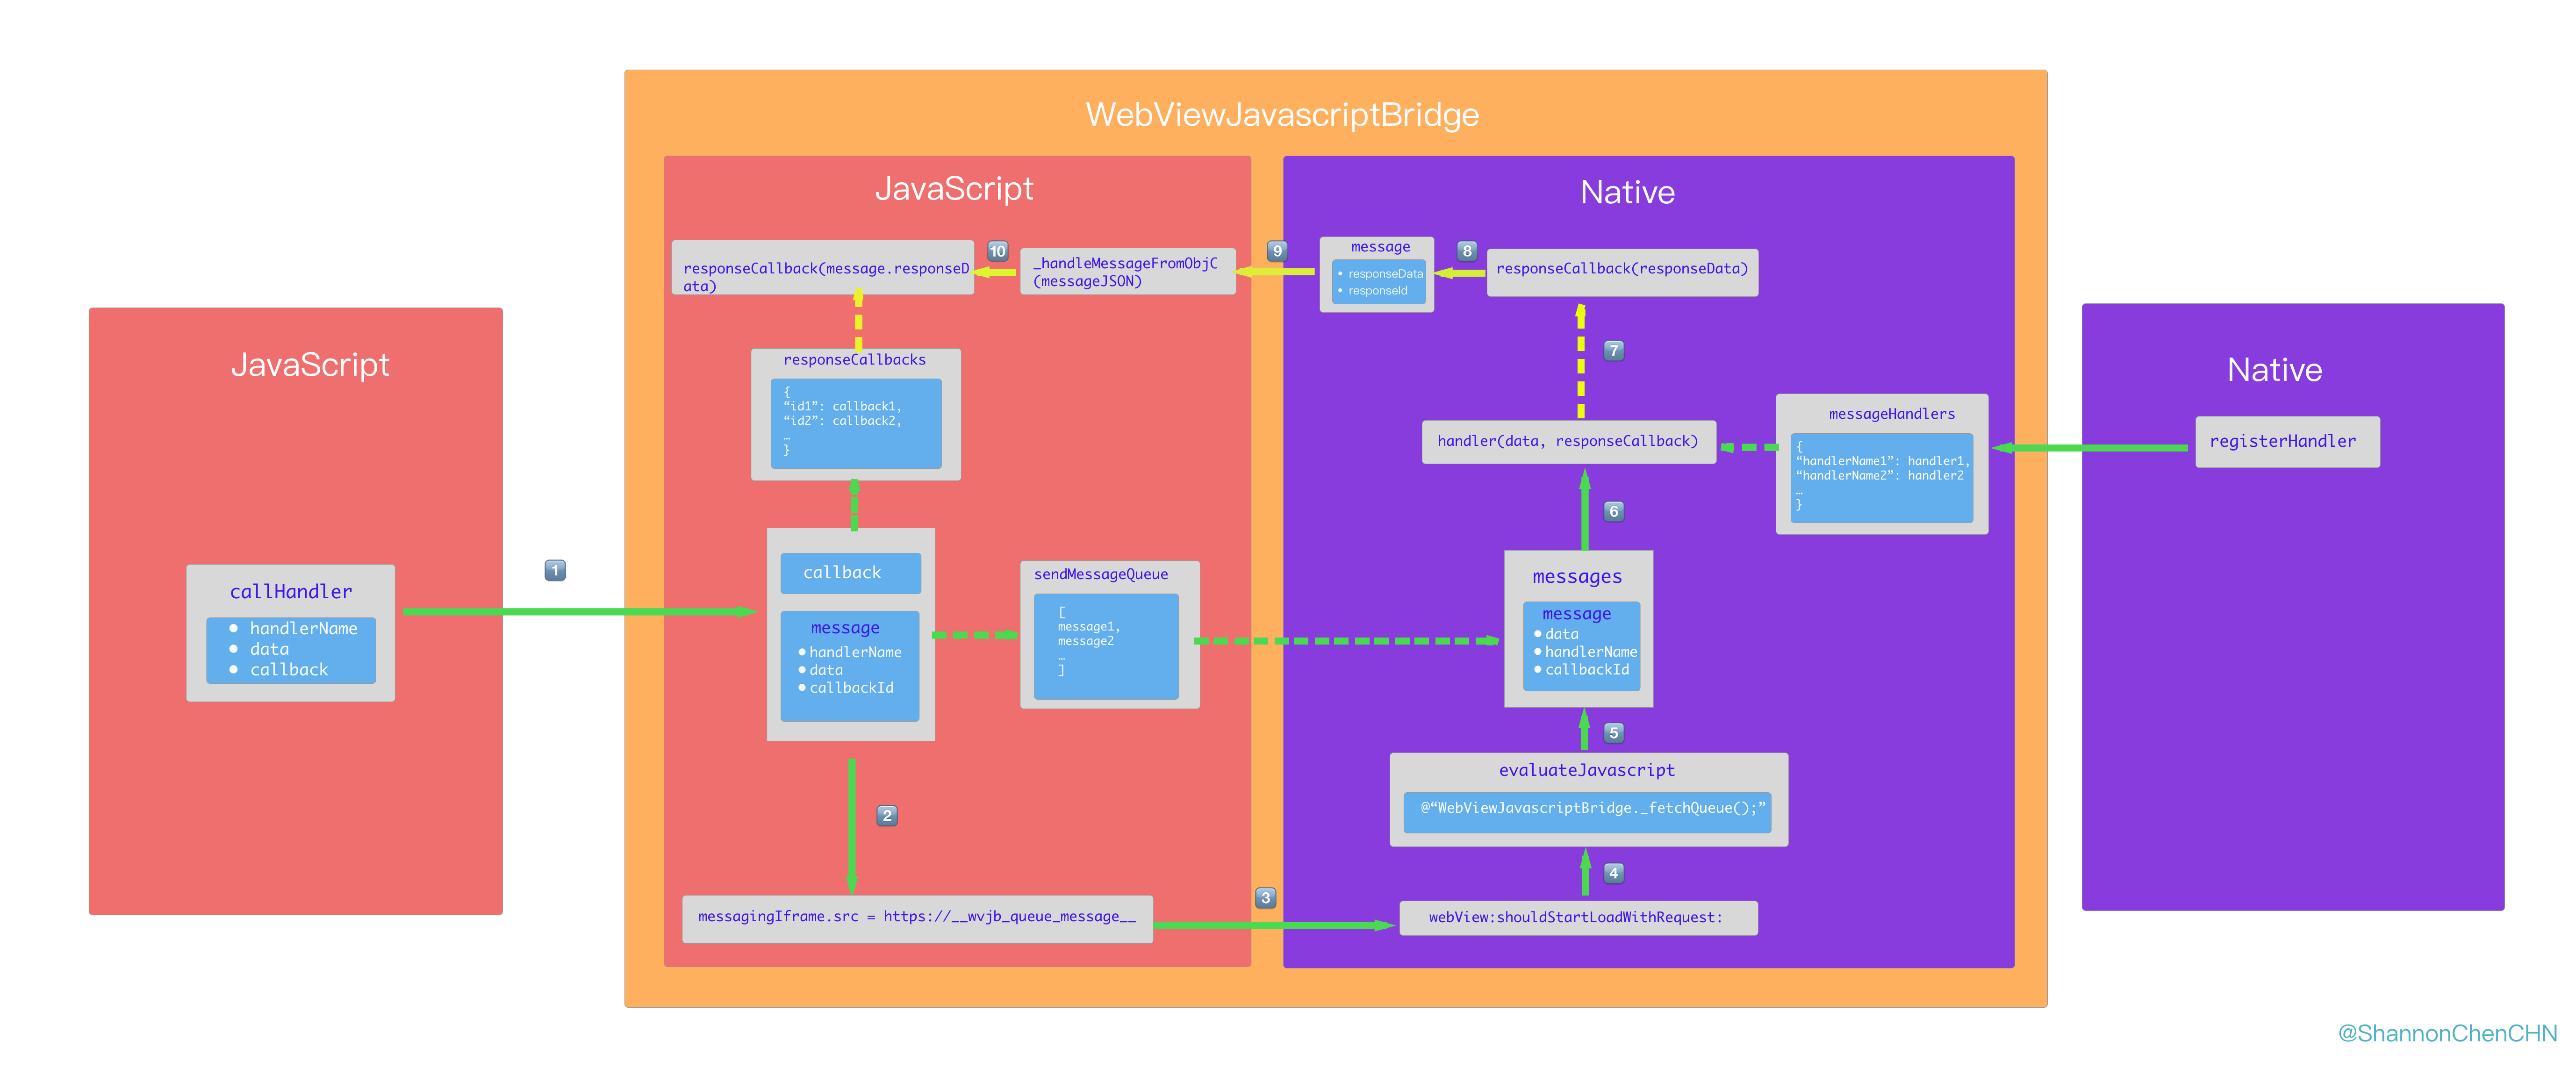 WebViewJavascriptBridge
JavaScript
callHandler
handlerName
data
callback
1
JavaScript
responseCallback(message.responseD
ata)
10
_handleMessageFromObjC
(messageJSON)
responseCallbacks
{
“id1”: callback1,
“id2”: callback2,
…
}
callback
message
handlerName
data
callbackId
sendMessageQueue
[
message1,
message2
…
]
2
messagingIframe.src = https://__wvjb_queue_message__
3
9
Native
message
responseData
responseId
8
responseCallback(responseData)
7
handler(data, responseCallback)
messageHandlers
{
“handlerName1”: handler1,
“handlerName2”: handler2
…
}
6
messages
message
data
handlerName
callbackId
5
evaluateJavascript
@“WebViewJavascriptBridge._fetchQueue();”
4
webView:shouldStartLoadWithRequest:
Native
registerHandler
@ShannonChenCHN